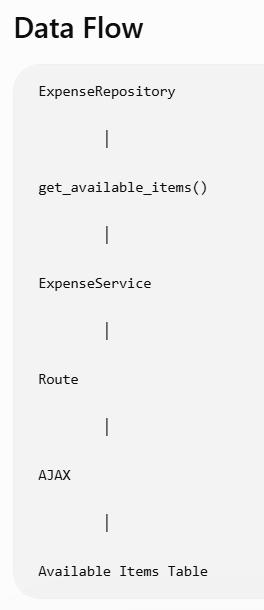 Data Flow
ExpenseRepository
│
get_available_items()
│
ExpenseService
│
Route
│
AJAX
│
Available Items Table